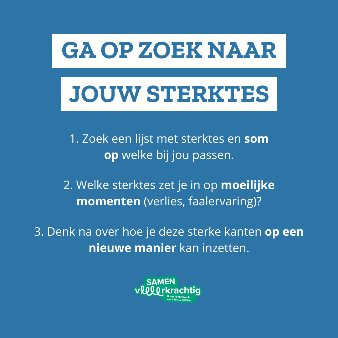 GA OP ZOEK NAAR
JOUW STERKTES
1. Zoek een lijst met sterktes en som
op welke bij jou passen.
2. Welke sterktes zet je in op moeilijke
momenten (verlies, faalervaring)?
3. Denk na over hoe je deze sterke kanten op een
nieuwe manier kan inzetten.
SAMEN
veeerkrachtig